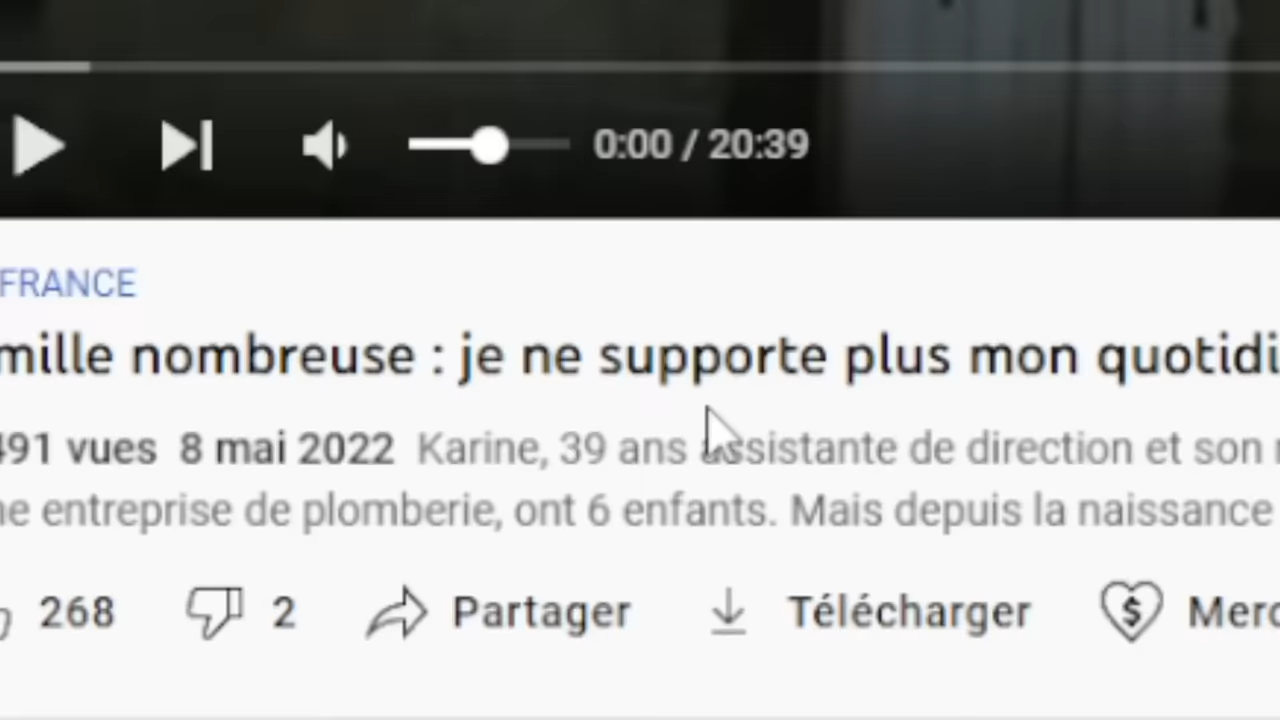 0:00 / 20:39
FRANCE
mille nombreuse : je ne supporte plus mon quotidi
491 vues 8 mai 2022 Karine, 39 ans assistante de direction et son
ne entreprise de plomberie, ont 6 enfants. Mais depuis la naissance
268 2 Partager Télécharger Merc